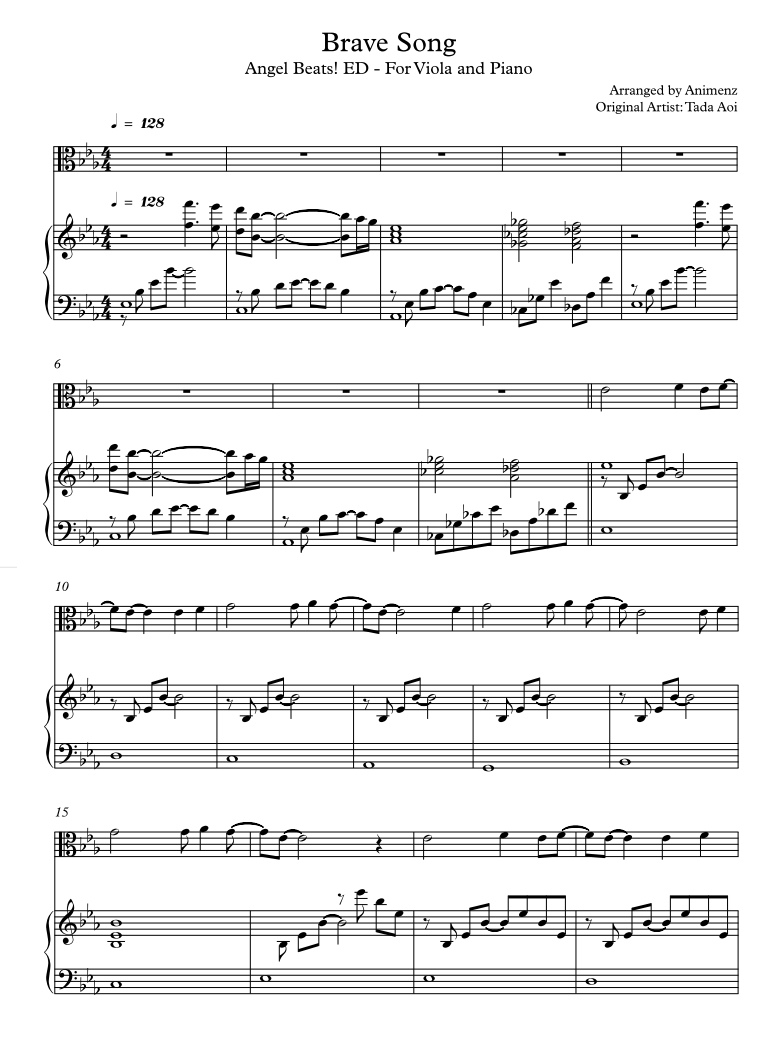 Brave Song
Angel Beats! ED - For Viola and Piano
Arranged by Animenz
Original Artist: Tada Aoi
♩ = 128
♩ = 128
6
10
15